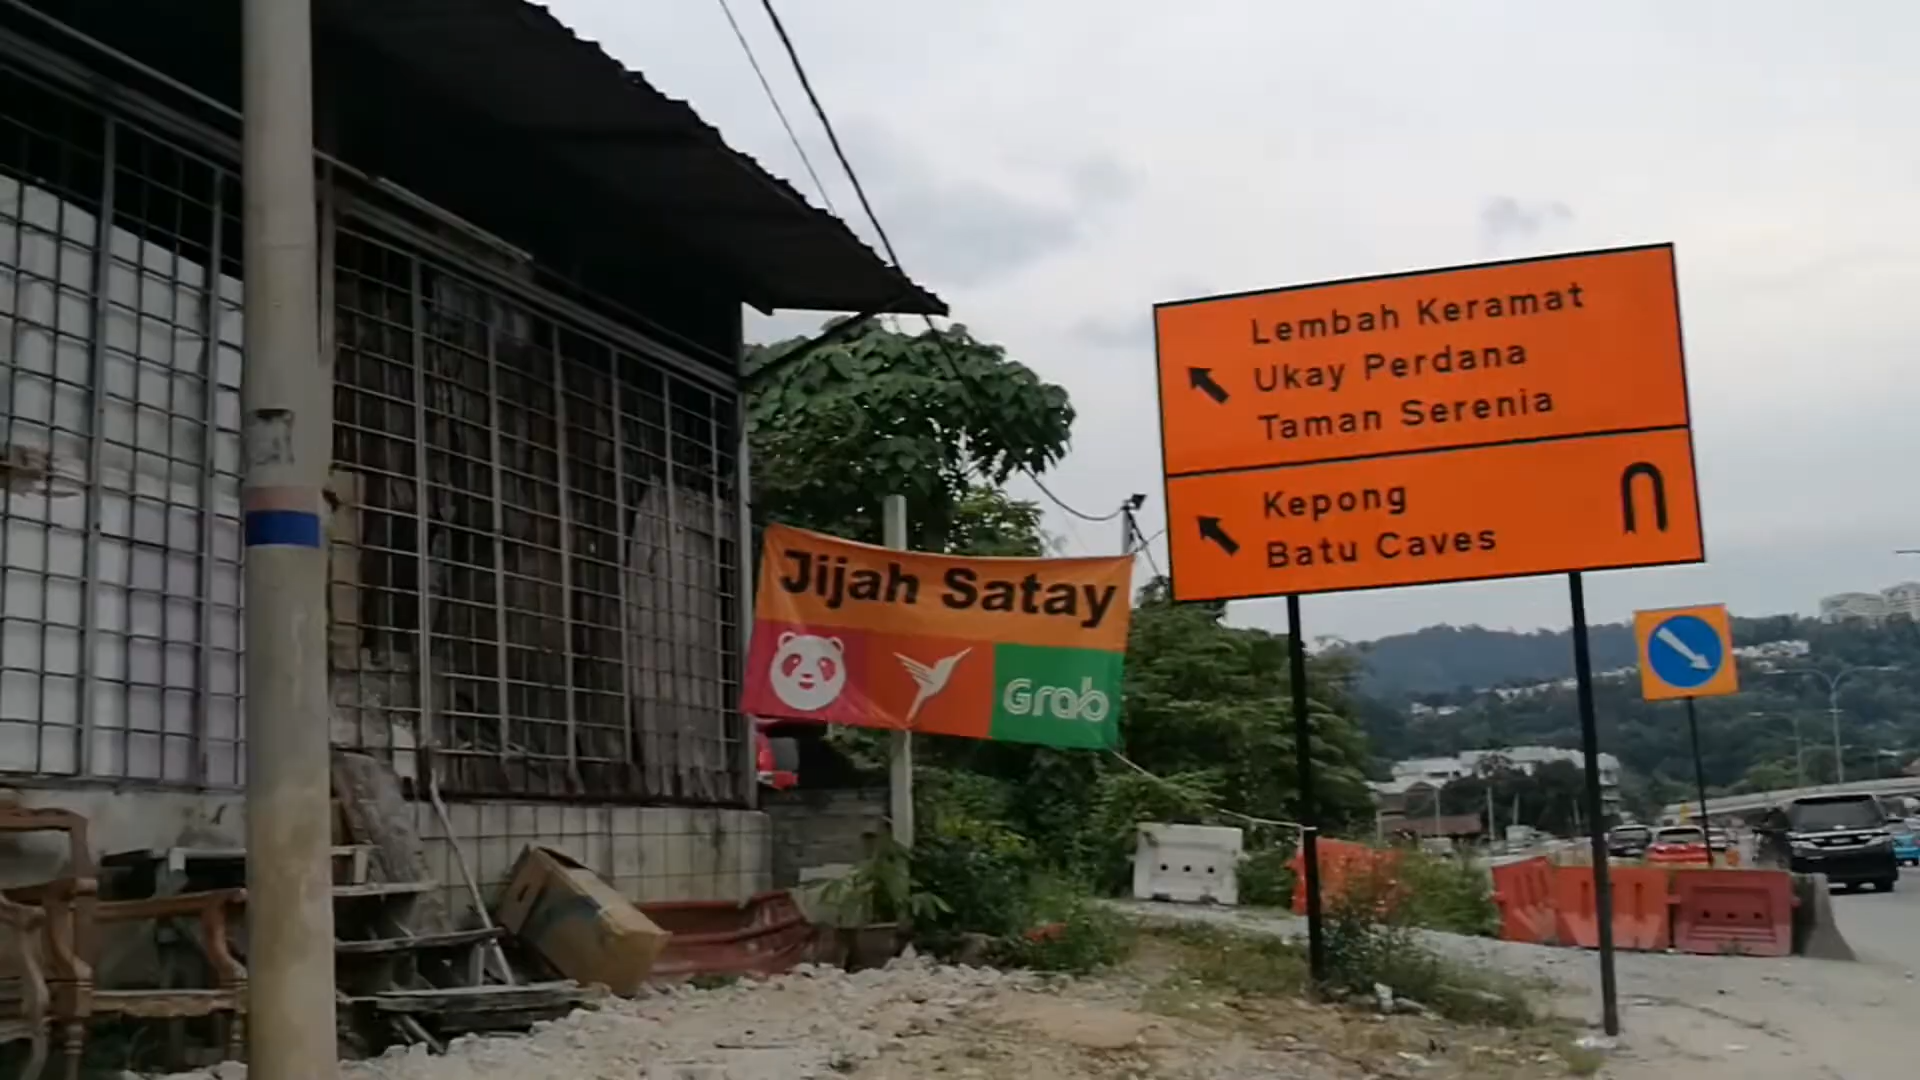 Lembah Keramat
Ukay Perdana
Taman Serenia
Kepong
Batu Caves
Jijah Satay
Grab